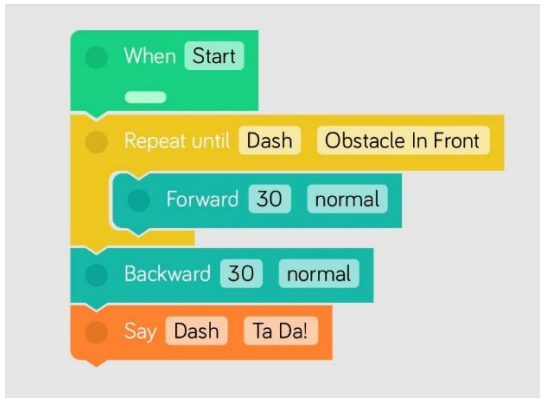 When Start
Repeat until Dash Obstacle In Front
Forward 30 normal
Backward 30 normal
Say Dash Ta Da!